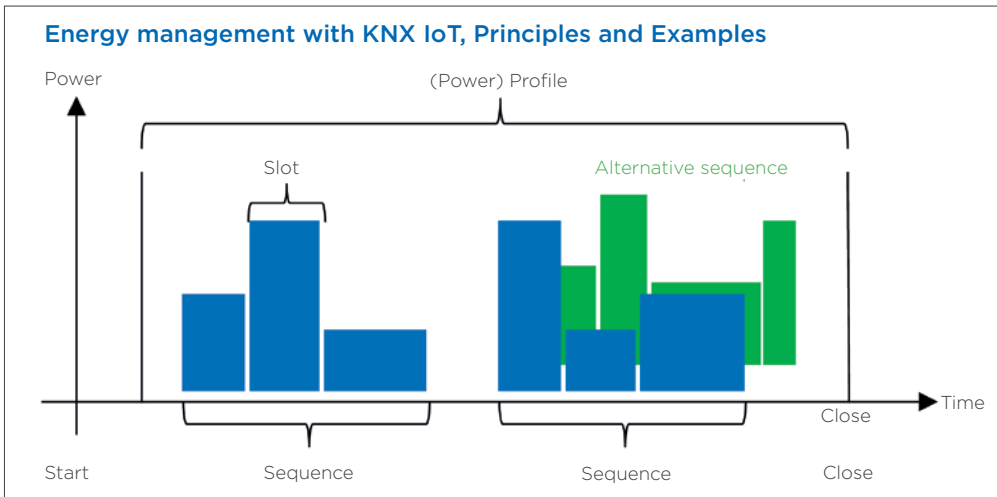 Energy management with KNX IoT, Principles and Examples
Power
(Power) Profile
Slot
Alternative sequence
Time
Close
Start
Sequence
Sequence
Close